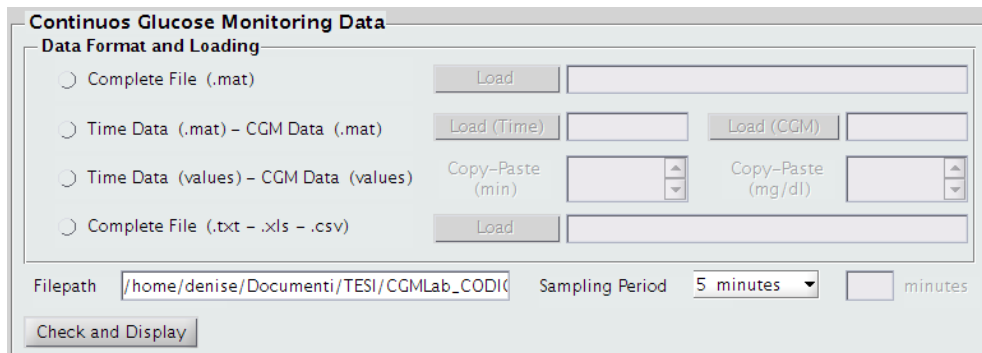 Continuos Glucose Monitoring Data
Data Format and Loading
Complete File (.mat) Load
Time Data (.mat) – CGM Data (.mat) Load (Time) Load (CGM)
Time Data (values) – CGM Data (values) Copy–Paste (min) Copy–Paste (mg/dl)
Complete File (.txt – .xls – .csv) Load
Filepath /home/denise/Documenti/TESI/CGMLab_CODI Sampling Period 5 minutes minutes
Check and Display